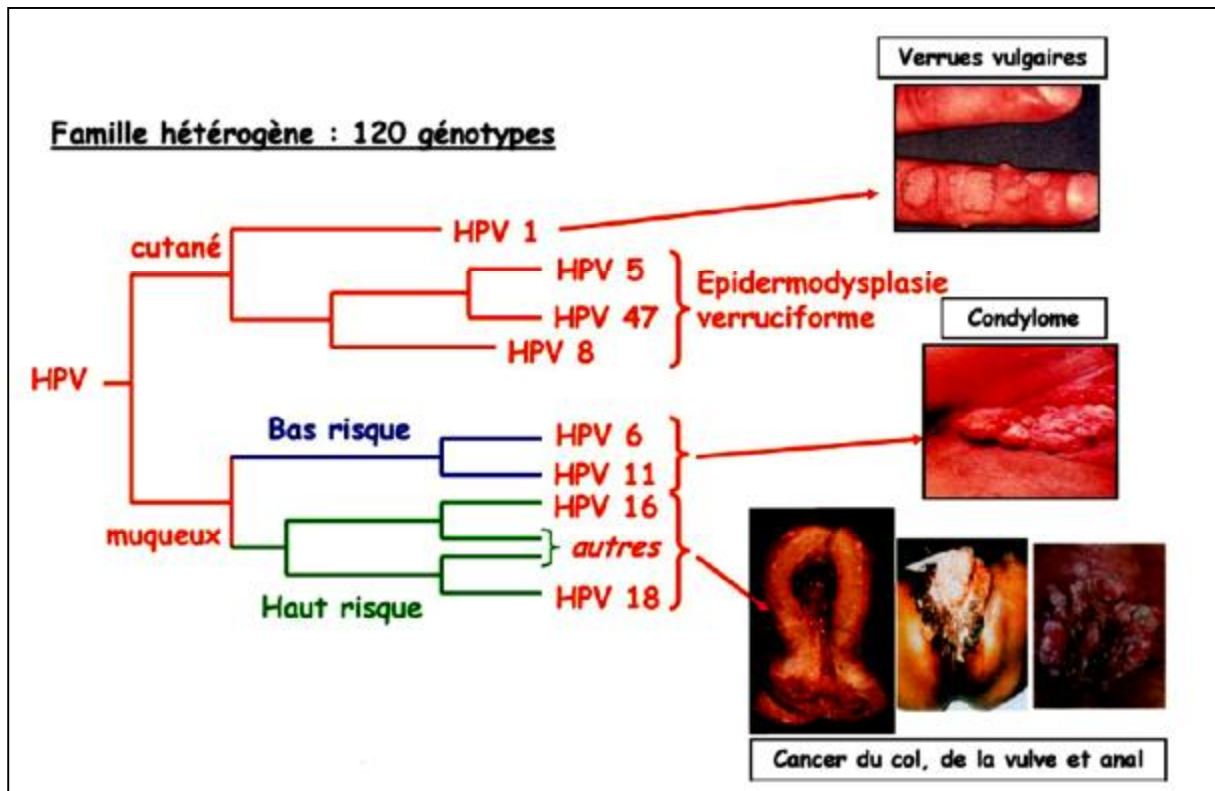 Verrues vulgaires
Famille hétérogène : 120 génotypes
cutané
HPV 1
HPV 5
HPV 47
HPV 8
Epidermodysplasie
verruciforme
Condylome
HPV
Bas risque
HPV 6
HPV 11
muqueux
HPV 16
autres
HPV 18
Haut risque
Cancer du col, de la vulve et anal